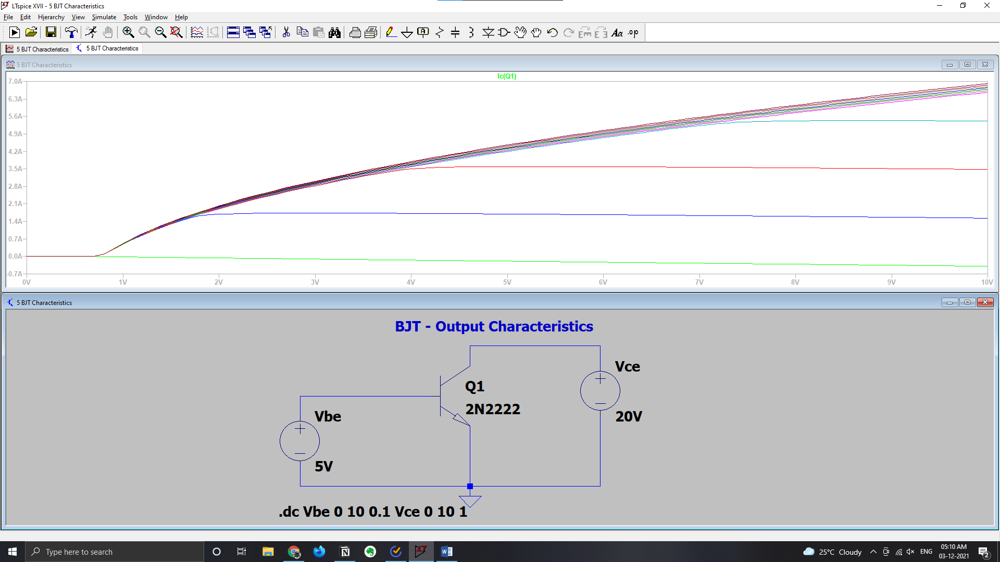 LTspice XVII - 5 BJT Characteristics
File Edit Hierarchy View Simulate Tools Window Help
5 BJT Characteristics 5 BJT Characteristics
5 BJT Characteristics
Ic(Q1)
7.0A
6.3A
5.6A
4.9A
4.2A
3.5A
2.8A
2.1A
1.4A
0.7A
0.0A
-0.7A
0V 1V 2V 3V 4V 5V 6V 7V 8V 9V 10V
5 BJT Characteristics
BJT - Output Characteristics
Vce
Q1
2N2222
Vbe
20V
5V
.dc Vbe 0 10 0.1 Vce 0 10 1
Type here to search
25°C Cloudy
ENG
05:10 AM
03-12-2021
2